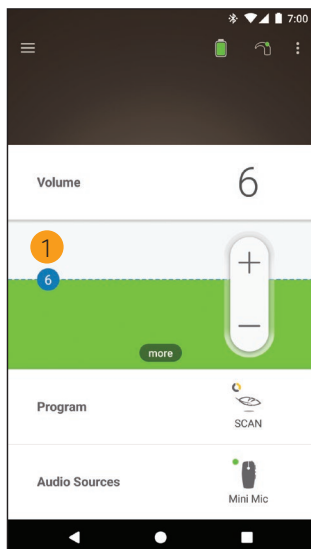 7:00
Volume
6
1
6
more
Program
SCAN
Audio Sources
Mini Mic